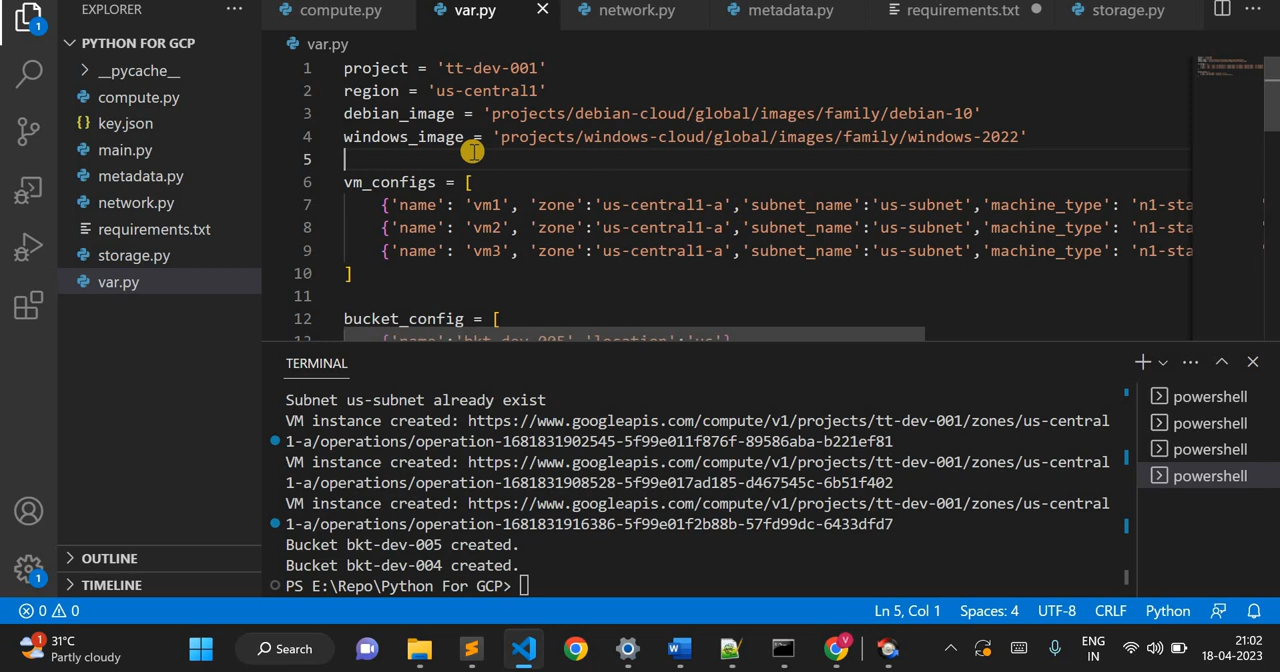 EXPLORER
PYTHON FOR GCP
__pycache__
compute.py
key.json
main.py
metadata.py
network.py
requirements.txt
storage.py
var.py
OUTLINE
TIMELINE
compute.py
var.py
network.py
metadata.py
requirements.txt
storage.py
var.py
1 project = 'tt-dev-001'
2 region = 'us-central1'
3 debian_image = 'projects/debian-cloud/global/images/family/debian-10'
4 windows_image = 'projects/windows-cloud/global/images/family/windows-2022'
5
6 vm_configs = [
7 {'name': 'vm1', 'zone':'us-central1-a','subnet_name':'us-subnet','machine_type': 'n1-sta
8 {'name': 'vm2', 'zone':'us-central1-a','subnet_name':'us-subnet','machine_type': 'n1-sta
9 {'name': 'vm3', 'zone':'us-central1-a','subnet_name':'us-subnet','machine_type': 'n1-sta
10 ]
11
12 bucket_config = [
{'name':'bkt-dev-005','location':'us'}
TERMINAL
Subnet us-subnet already exist
VM instance created: https://www.googleapis.com/compute/v1/projects/tt-dev-001/zones/us-central
1-a/operations/operation-1681831902545-5f99e011f876f-89586aba-b221ef81
VM instance created: https://www.googleapis.com/compute/v1/projects/tt-dev-001/zones/us-central
1-a/operations/operation-1681831908528-5f99e017ad185-d467545c-6b51f402
VM instance created: https://www.googleapis.com/compute/v1/projects/tt-dev-001/zones/us-central
1-a/operations/operation-1681831916386-5f99e01f2b88b-57fd99dc-6433dfd7
Bucket bkt-dev-005 created.
Bucket bkt-dev-004 created.
PS E:\Repo\Python For GCP>
powershell
powershell
powershell
powershell
1
1
0 0
Ln 5, Col 1
Spaces: 4
UTF-8
CRLF
Python
1
31°C
Partly cloudy
Search
V
ENG
IN
21:02
18-04-2023